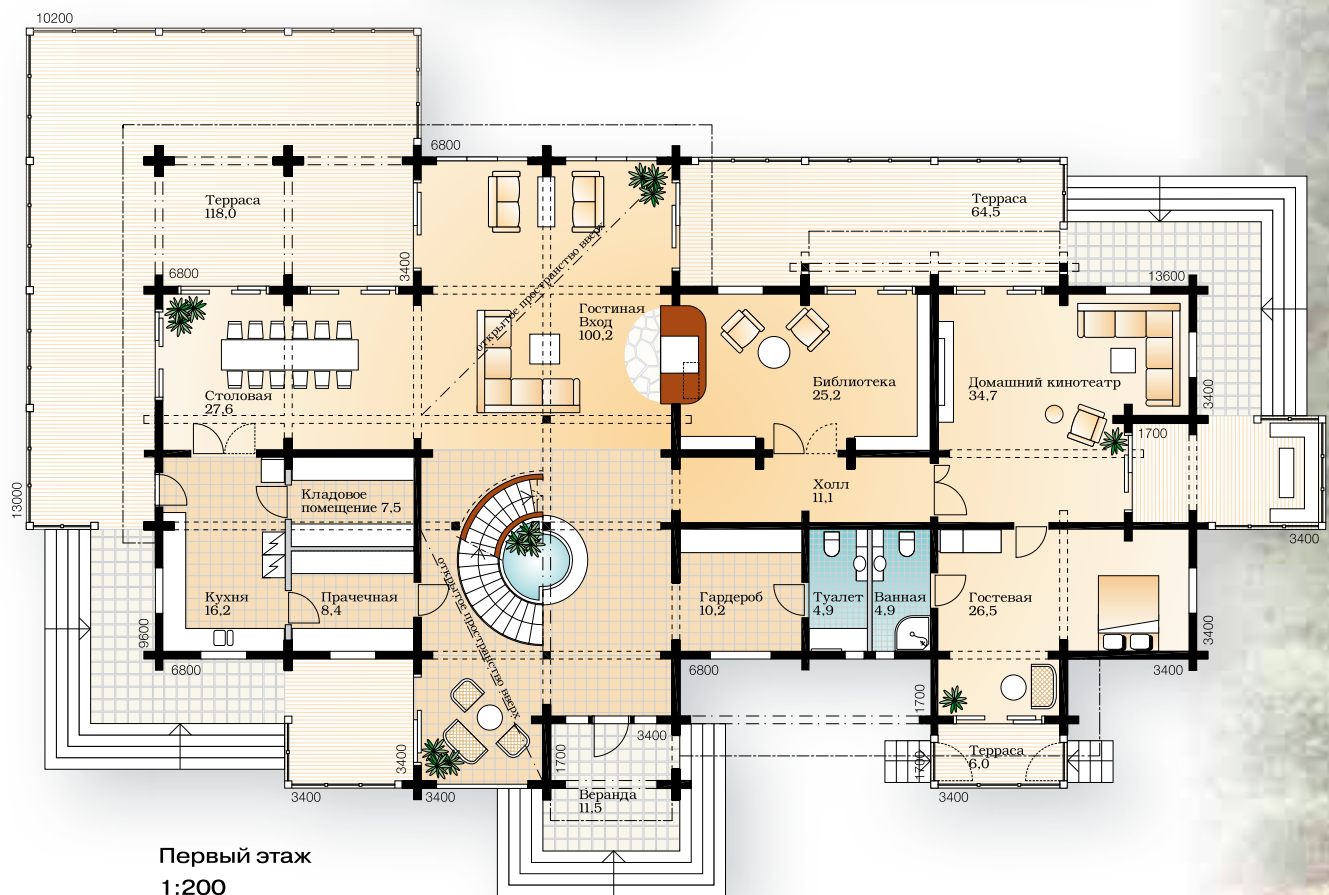 10200
6800
Терраса
118,0
Терраса
64,5
6800
3400
13600
открытое пространство вверх
Гостиная
Вход
100,2
Столовая
27,6
Библиотека
25,2
Домашний кинотеатр
34,7
3400
1700
13000
Кладовое
помещение 7,5
Холл
11,1
3400
открытое пространство вверх
Кухня
16,2
Прачечная
8,4
Гардероб
10,2
Туалет
4,9
Ванная
4,9
Гостевая
26,5
9600
3400
6800
6800
3400
1700
3400
1700
3400
Терраса
6,0
1700
3400
3400
Веранда
11,5
3400
Первый этаж
1:200